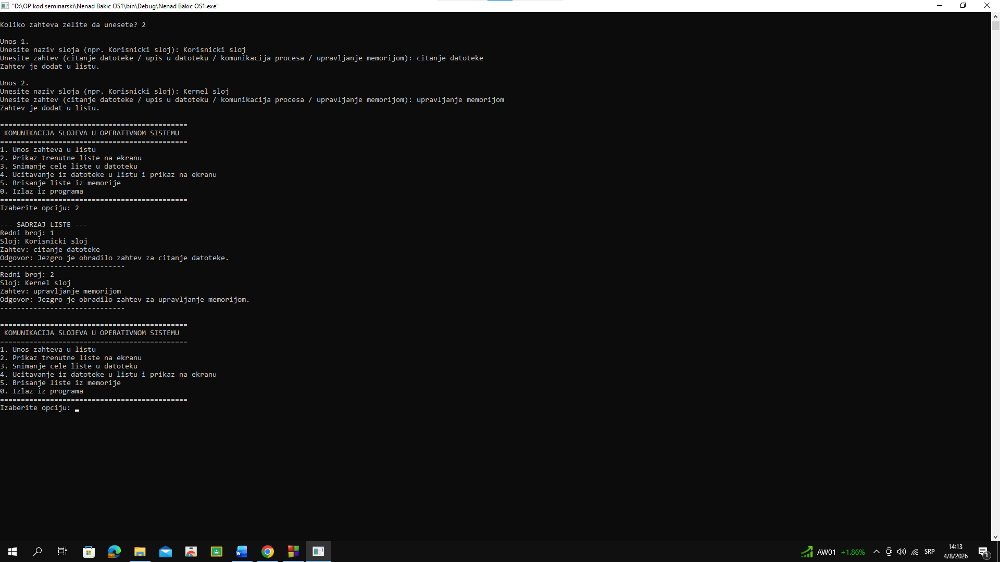 "D:\OP kod seminarski\Nenad Bakic OS1\bin\Debug\Nenad Bakic OS1.exe"
Koliko zahteva zelite da unesete? 2
Unos 1.
Unesite naziv sloja (npr. Korisnicki sloj): Korisnicki sloj
Unesite zahtev (citanje datoteke / upis u datoteku / komunikacija procesa / upravljanje memorijom): citanje datoteke
Zahtev je dodat u listu.
Unos 2.
Unesite naziv sloja (npr. Korisnicki sloj): Kernel sloj
Unesite zahtev (citanje datoteke / upis u datoteku / komunikacija procesa / upravljanje memorijom): upravljanje memorijom
Zahtev je dodat u listu.
=============================================
KOMUNIKACIJA SLOJEVA U OPERATIVNOM SISTEMU
=============================================
1. Unos zahteva u listu
2. Prikaz trenutne liste na ekranu
3. Snimanje cele liste u datoteku
4. Ucitavanje iz datoteke u listu i prikaz na ekranu
5. Brisanje liste iz memorije
0. Izlaz iz programa
=============================================
Izaberite opciju: 2
--- SADRZAJ LISTE ---
Redni broj: 1
Sloj: Korisnicki sloj
Zahtev: citanje datoteke
Odgovor: Jezgro je obradilo zahtev za citanje datoteke.
------------------------------
Redni broj: 2
Sloj: Kernel sloj
Zahtev: upravljanje memorijom
Odgovor: Jezgro je obradilo zahtev za upravljanje memorijom.
------------------------------
=============================================
KOMUNIKACIJA SLOJEVA U OPERATIVNOM SISTEMU
=============================================
1. Unos zahteva u listu
2. Prikaz trenutne liste na ekranu
3. Snimanje cele liste u datoteku
4. Ucitavanje iz datoteke u listu i prikaz na ekranu
5. Brisanje liste iz memorije
0. Izlaz iz programa
=============================================
Izaberite opciju:
AW01 +1.86% SRP 14:13
4/8/2026 1